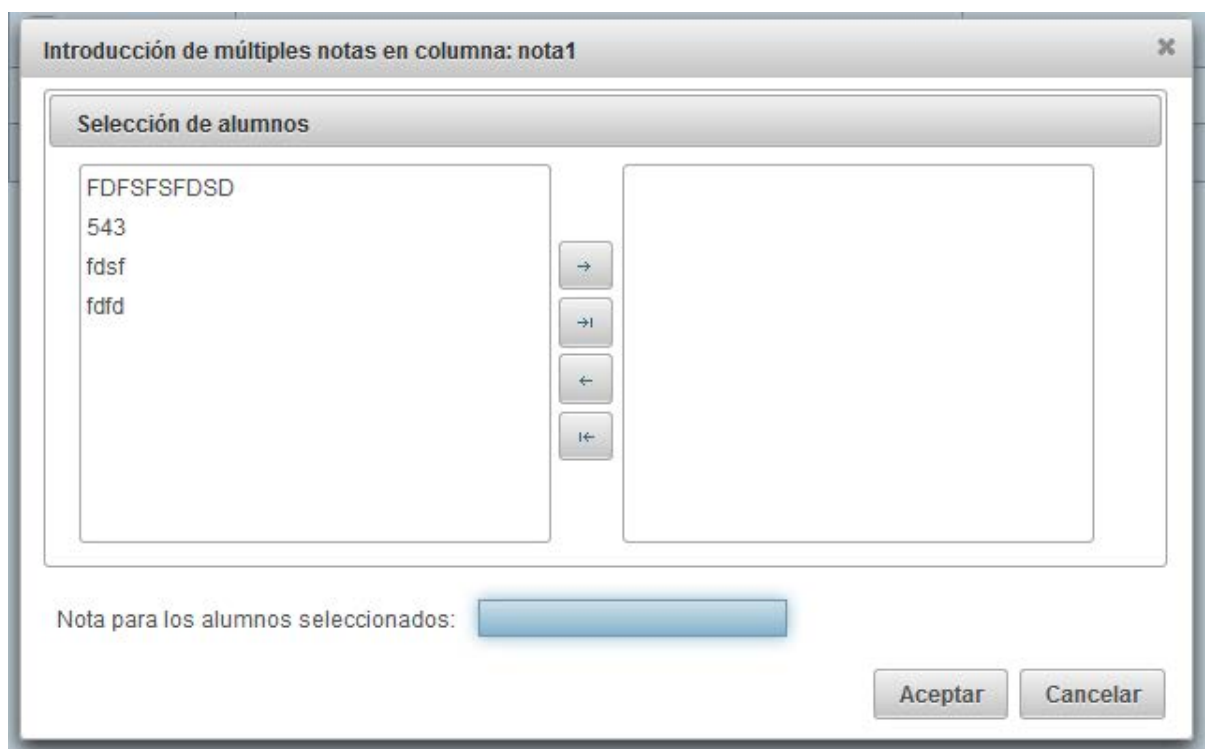 Introducción de múltiples notas en columna: nota1
Selección de alumnos
FDFSFSFDSD
543
fdsf
fdfd
Nota para los alumnos seleccionados:
Aceptar Cancelar